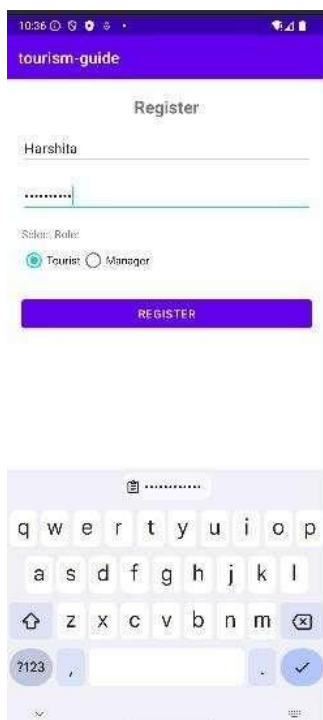 10:36
tourism-guide
Register
Harshita
••••••••••
Select Role:
Tourist Manager
REGISTER
••••••••••••
q w e r t y u i o p
a s d f g h j k l
z x c v b n m
?123 , .